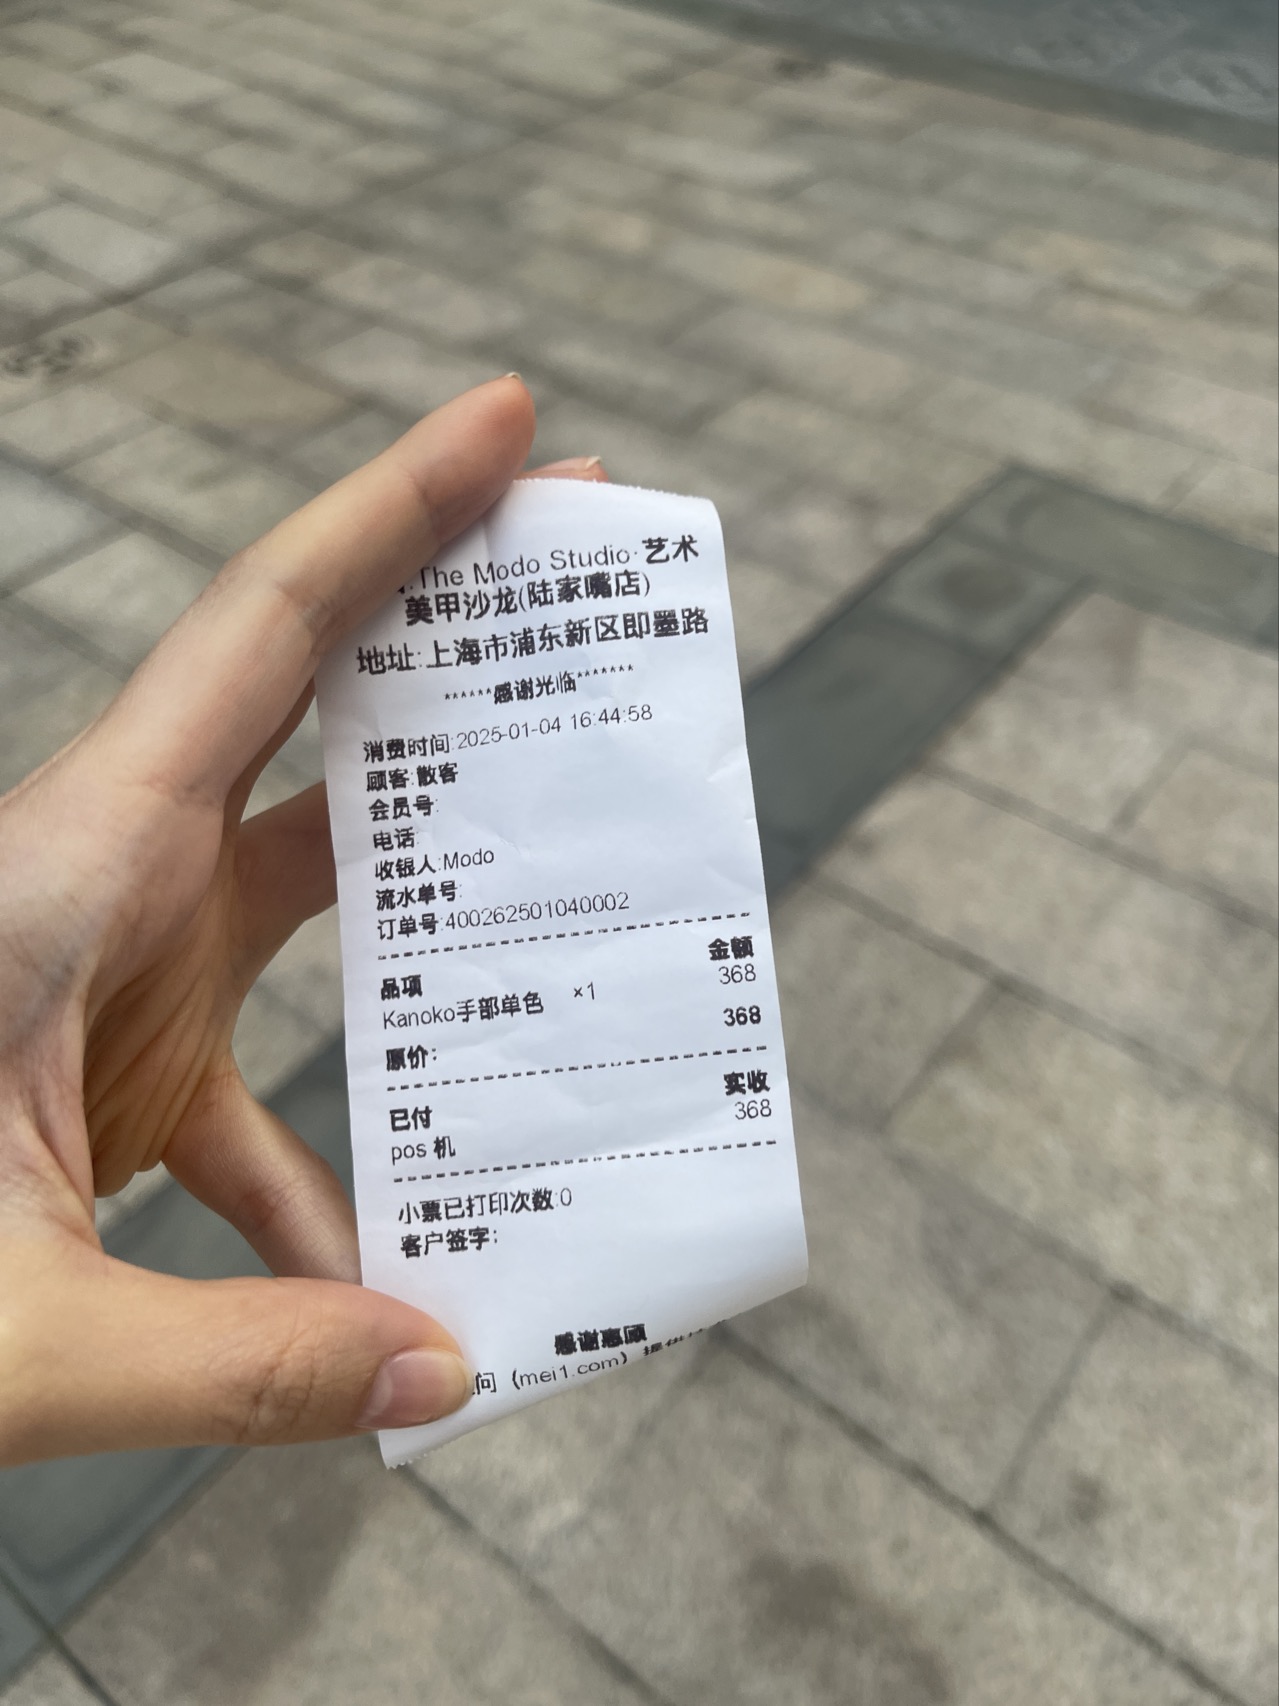 The Modo Studio·艺术
美甲沙龙(陆家嘴店)
地址:上海市浦东新区即墨路
******感谢光临*******
消费时间:2025-01-04 16:44:58
顾客:散客
会员号:
电话:
收银人:Modo
流水单号:
订单号:400262501040002
品项 金额
Kanoko手部单色 ×1 368
原价: 368
已付 实收
pos 机 368
小票已打印次数:0
客户签字:
感谢惠顾
问 (mei1.com) 提供